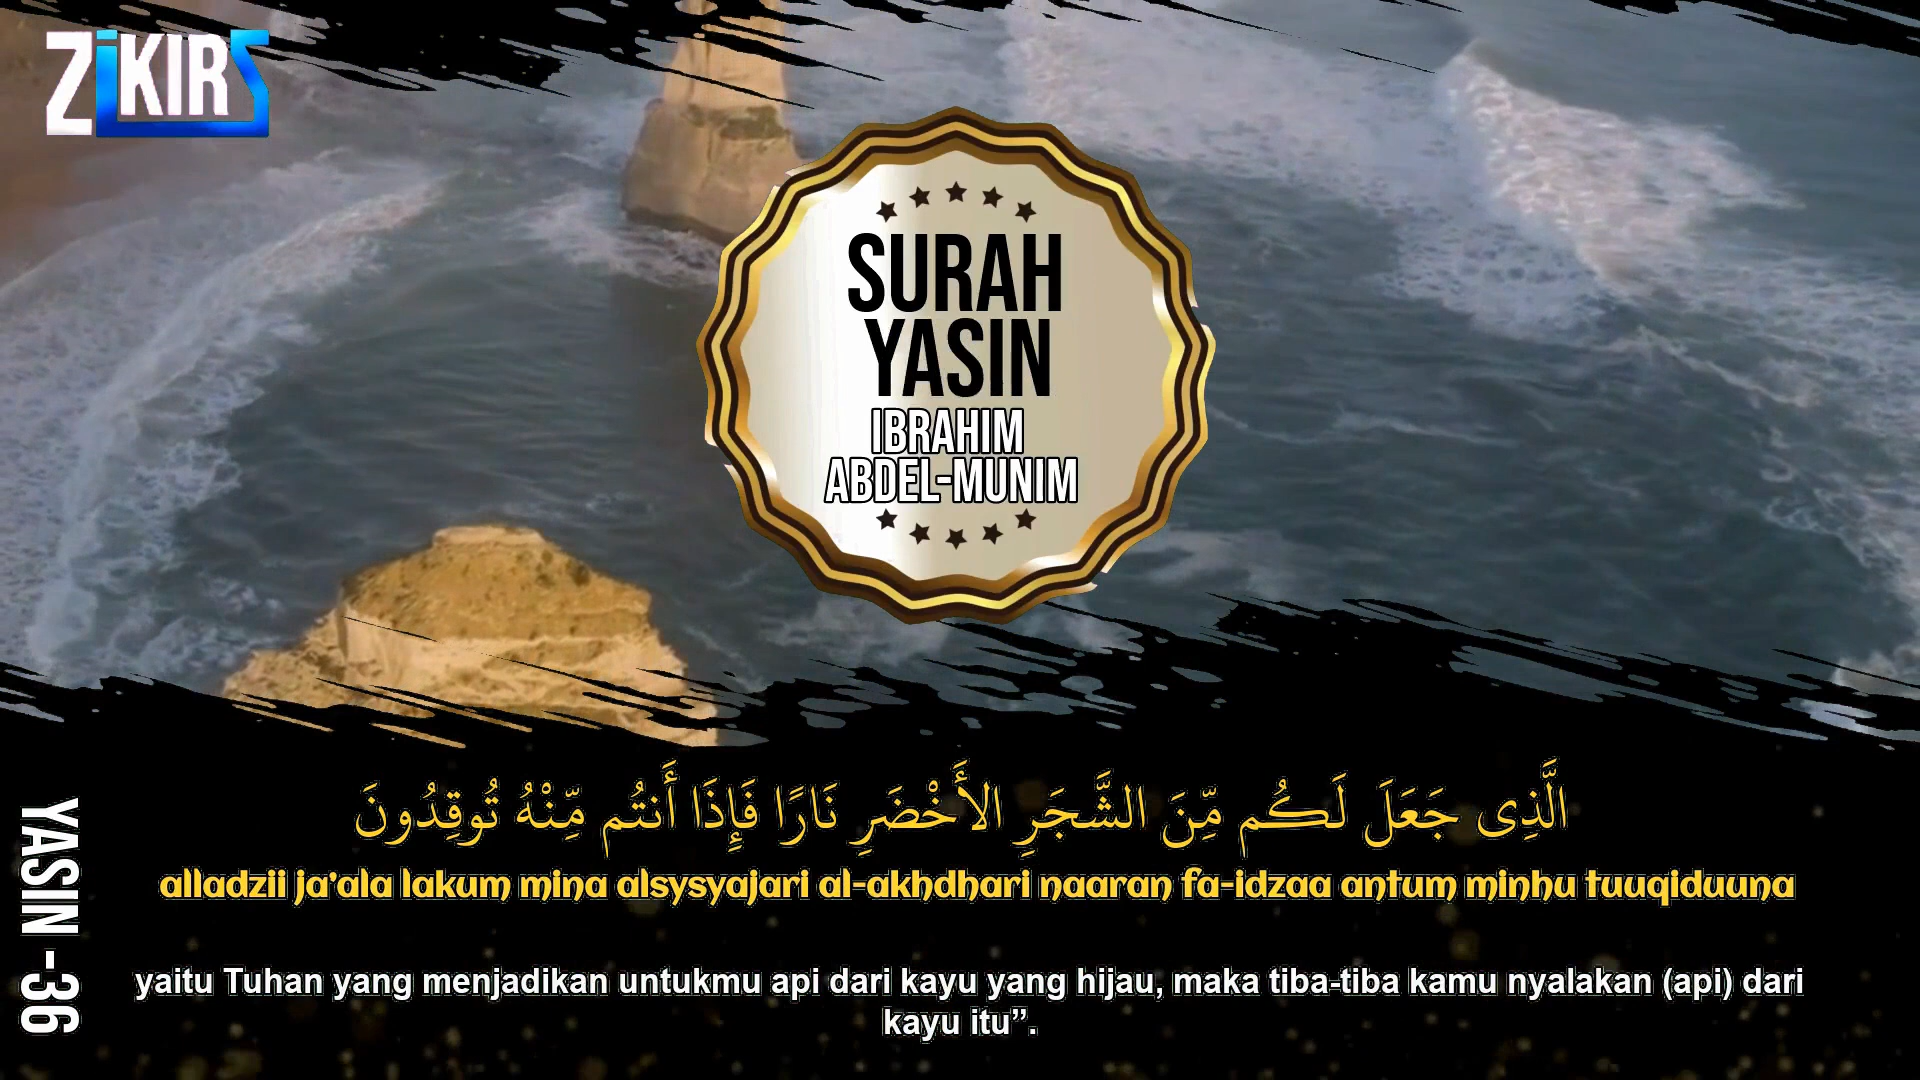 ZiKIRS
SURAH
YASIN
IBRAHIM
ABDEL-MUNIM
الَّذِى جَعَلَ لَكُم مِّنَ الشَّجَرِ الأَخْضَرِ نَارًا فَإِذَا أَنتُم مِّنْهُ تُوقِدُونَ
alladzii ja'ala lakum mina alsysyajari al-akhdhari naaran fa-idzaa antum minhu tuuqiduuna
yaitu Tuhan yang menjadikan untukmu api dari kayu yang hijau, maka tiba-tiba kamu nyalakan (api) dari
kayu itu”.
YASIN -36